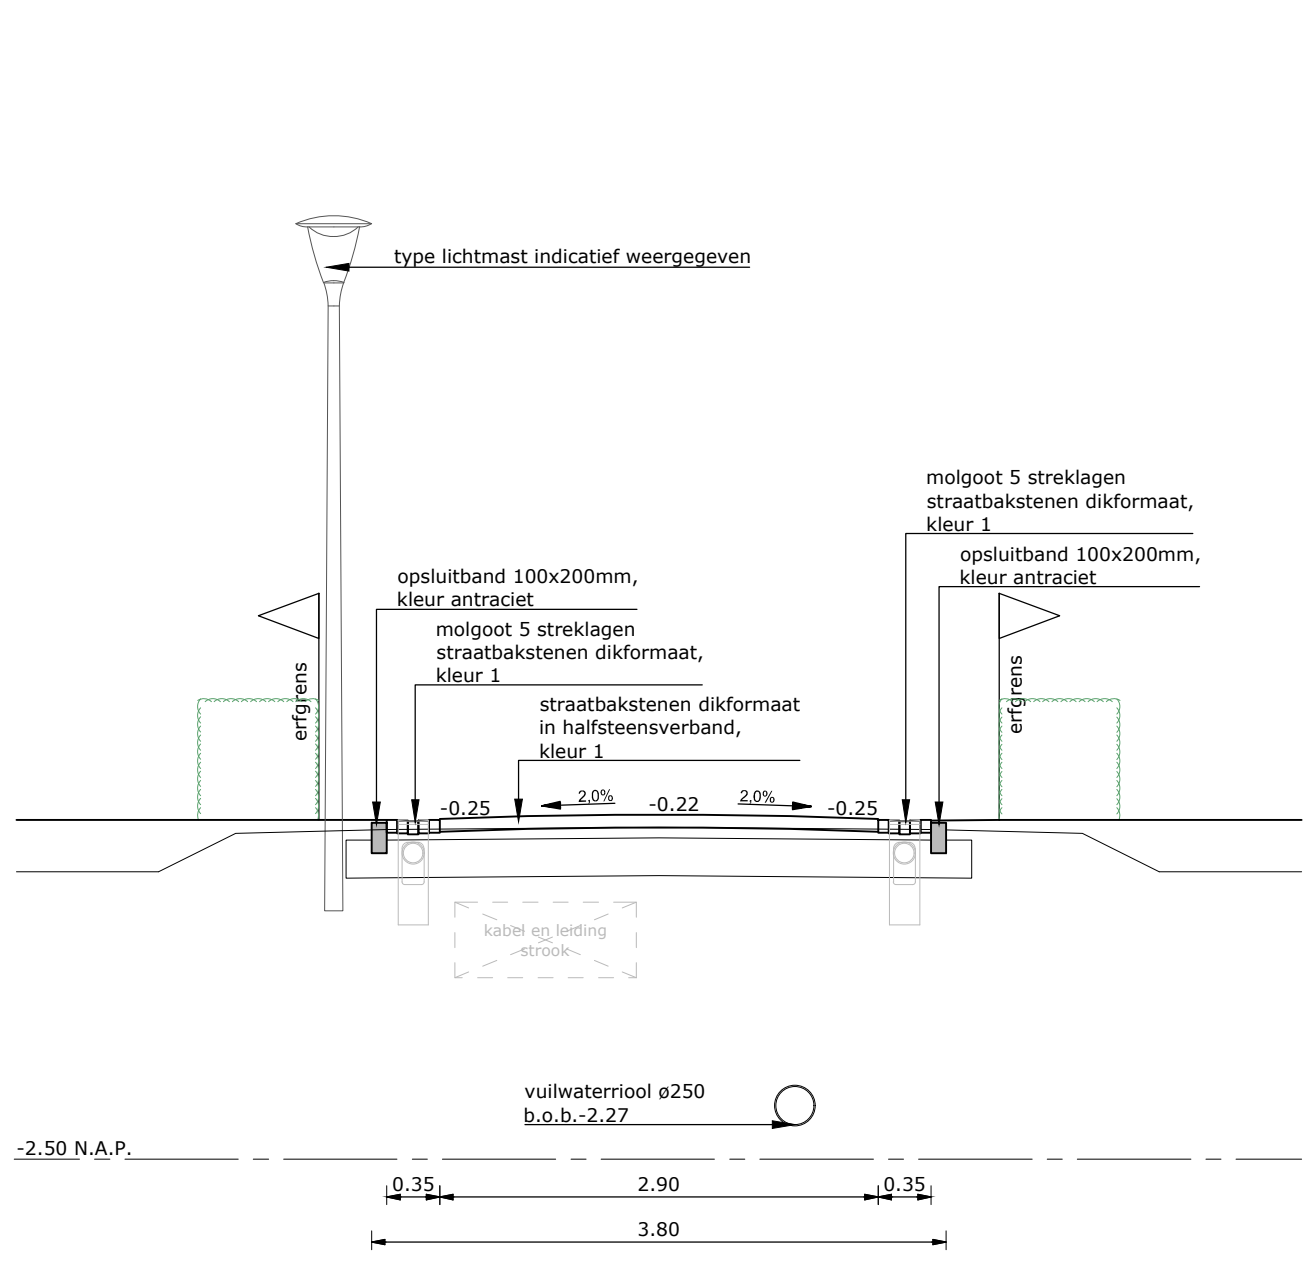 type lichtmast indicatief weergegeven
molgoot 5 streklagen
straatbakstenen dikformaat,
kleur 1
opsluitband 100x200mm,
kleur antraciet
opsluitband 100x200mm,
kleur antraciet
molgoot 5 streklagen
straatbakstenen dikformaat,
kleur 1
erfgrens
erfgrens
straatbakstenen dikformaat
in halfsteensverband,
kleur 1
-0.25 2,0% -0.22 2,0% -0.25
kabel en leiding
strook
vuilwaterriool ø250
b.o.b.-2.27
-2.50 N.A.P.
0.35 2.90 0.35
3.80